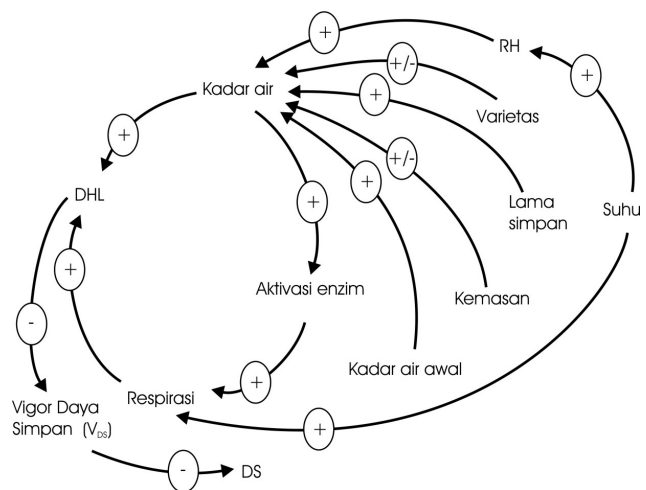 +
RH
+/-
+
Kadar air
+
Varietas
+
+/-
+
DHL
+
Lama
simpan
Suhu
+
Aktivasi enzim
Kemasan
-
Kadar air awal
+
Respirasi
Vigor Daya
Simpan (V_DS)
+
-
DS